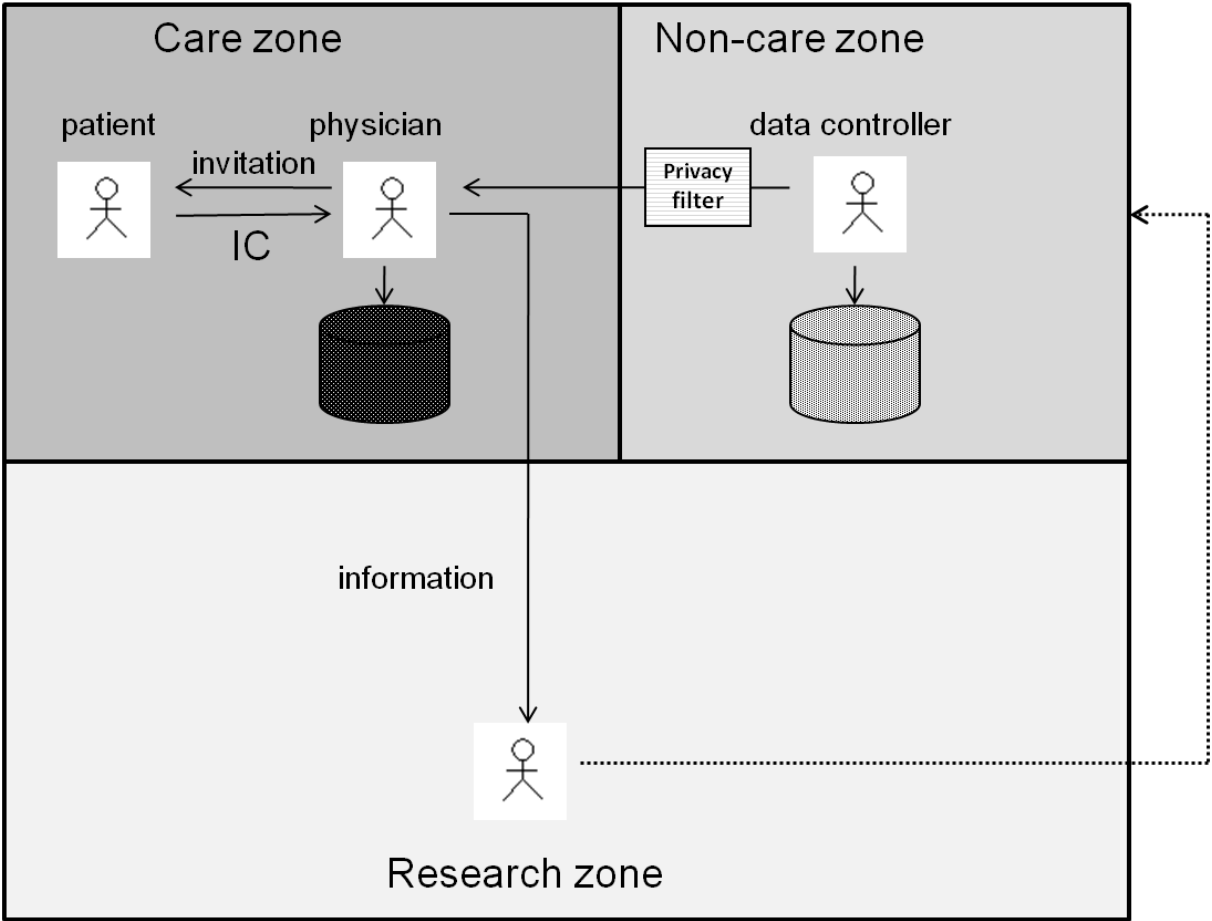 Care zone
Non-care zone
patient
physician
data controller
invitation
Privacy
filter
IC
information
Research zone